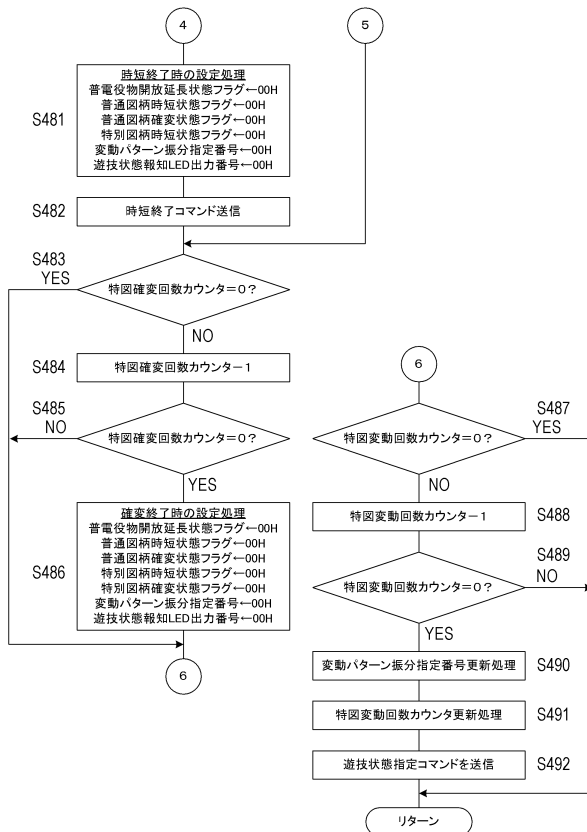 4
時短終了時の設定処理
普電役物開放延長状態フラグ←00H
普通図柄時短状態フラグ←00H
普通図柄確変状態フラグ←00H
特別図柄時短状態フラグ←00H
変動パターン振分指定番号←00H
遊技状態報知LED出力番号←00H
S481
時短終了コマンド送信
S482
5
S483
YES
特図確変回数カウンタ=0?
NO
S484
特図確変回数カウンタ-1
S485
NO
特図確変回数カウンタ=0?
YES
確変終了時の設定処理
普電役物開放延長状態フラグ←00H
普通図柄時短状態フラグ←00H
普通図柄確変状態フラグ←00H
特別図柄時短状態フラグ←00H
特別図柄確変状態フラグ←00H
変動パターン振分指定番号←00H
遊技状態報知LED出力番号←00H
S486
6
6
S487
YES
特図変動回数カウンタ=0?
NO
特図変動回数カウンタ-1
S488
S489
NO
特図変動回数カウンタ=0?
YES
変動パターン振分指定番号更新処理
S490
特図変動回数カウンタ更新処理
S491
遊技状態指定コマンドを送信
S492
リターン